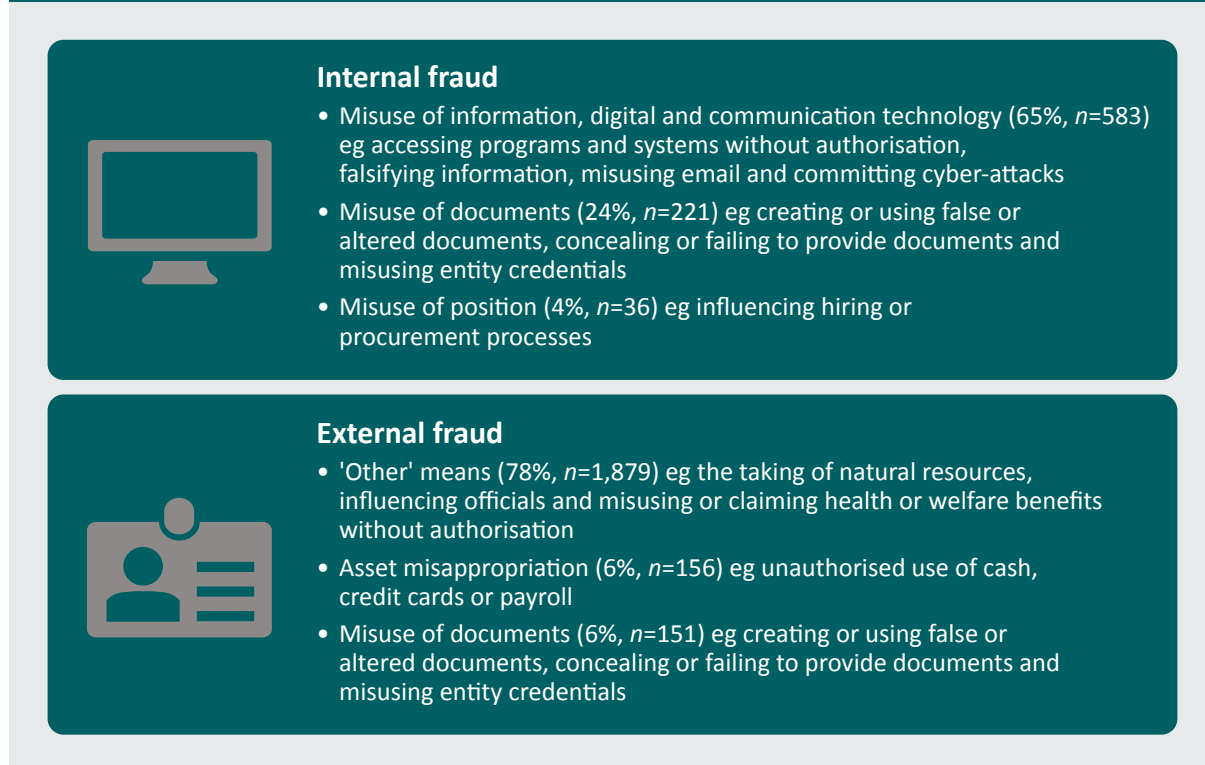 Internal fraud
• Misuse of information, digital and communication technology (65%, n=583)
eg accessing programs and systems without authorisation,
falsifying information, misusing email and committing cyber-attacks
• Misuse of documents (24%, n=221) eg creating or using false or
altered documents, concealing or failing to provide documents and
misusing entity credentials
• Misuse of position (4%, n=36) eg influencing hiring or
procurement processes
External fraud
• 'Other' means (78%, n=1,879) eg the taking of natural resources,
influencing officials and misusing or claiming health or welfare benefits
without authorisation
• Asset misappropriation (6%, n=156) eg unauthorised use of cash,
credit cards or payroll
• Misuse of documents (6%, n=151) eg creating or using false or
altered documents, concealing or failing to provide documents and
misusing entity credentials